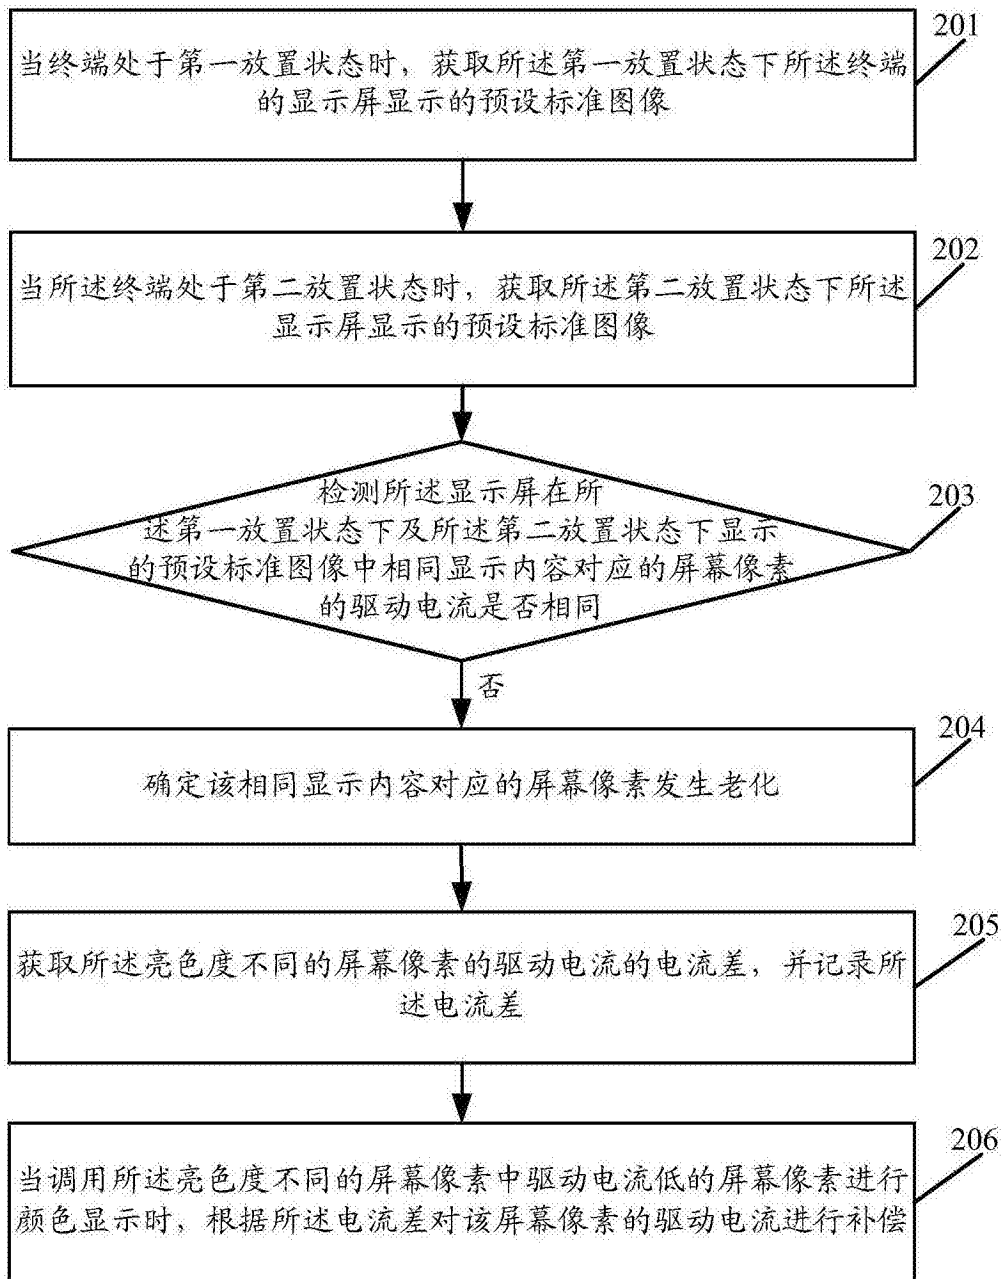 201
当终端处于第一放置状态时，获取所述第一放置状态下所述终端
的显示屏显示的预设标准图像
202
当所述终端处于第二放置状态时，获取所述第二放置状态下所述
显示屏显示的预设标准图像
203
检测所述显示屏在所
述第一放置状态下及所述第二放置状态下显示
的预设标准图像中相同显示内容对应的屏幕像素
的驱动电流是否相同
否
204
确定该相同显示内容对应的屏幕像素发生老化
205
获取所述亮色度不同的屏幕像素的驱动电流的电流差，并记录所
述电流差
206
当调用所述亮色度不同的屏幕像素中驱动电流低的屏幕像素进行
颜色显示时，根据所述电流差对该屏幕像素的驱动电流进行补偿